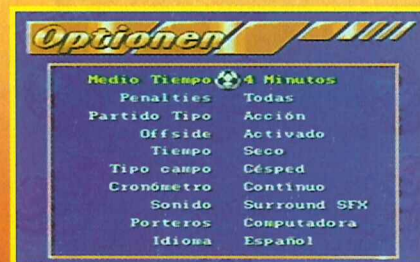 Optionen
Medio Tiempo 4 Minutos
Penalties Todas
Partido Tipo Acción
Offside Activado
Tiempo Seco
Tipo campo Césped
Cronómetro Contínuo
Sonido Surround SFX
Porteros Computadora
Idioma Español